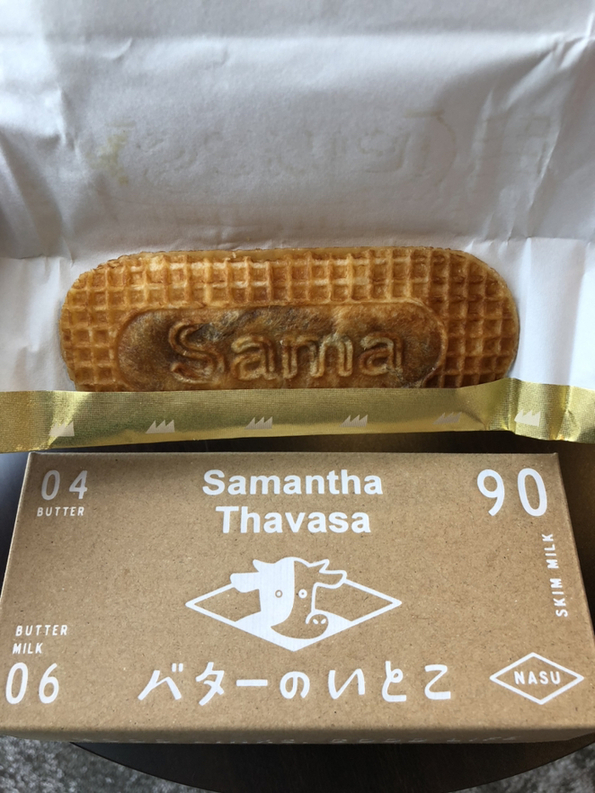 Sama
04
BUTTER
Samantha
Thavasa
90
SKIM MILK
BUTTER
MILK
06
バターのいとこ
NASU